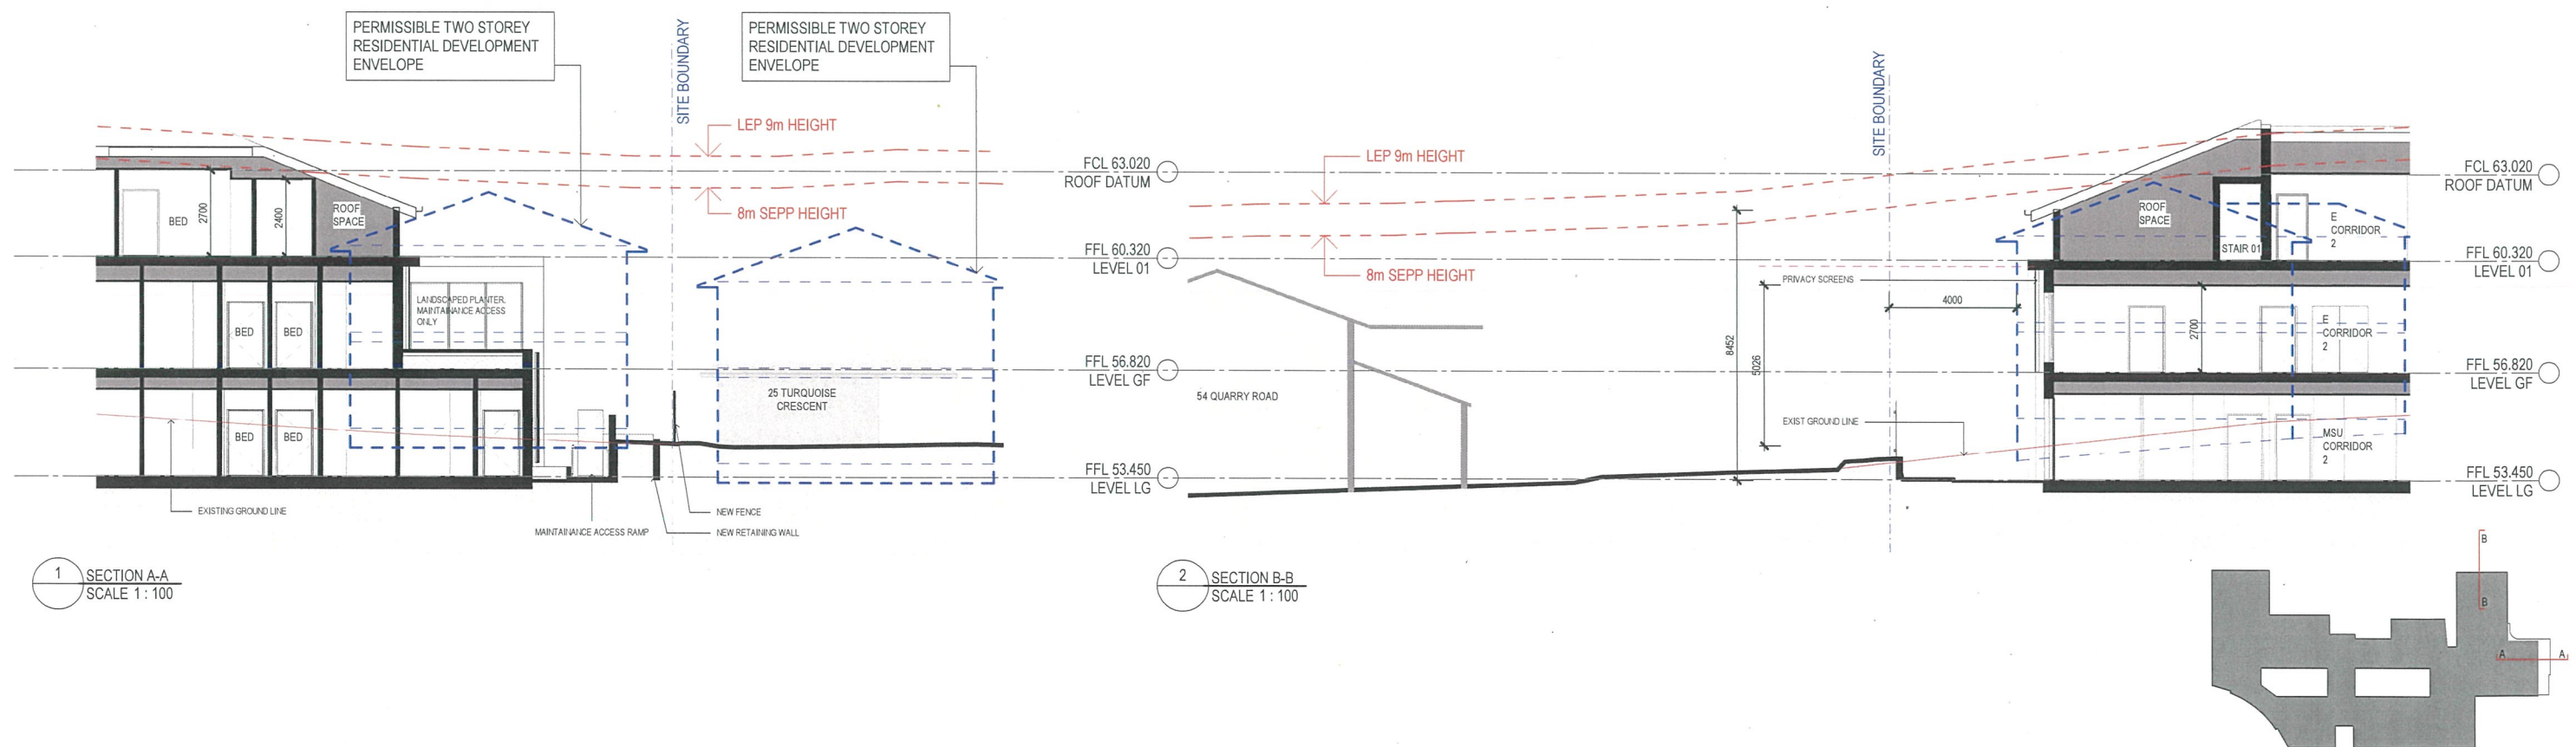 PERMISSIBLE TWO STOREY
RESIDENTIAL DEVELOPMENT
ENVELOPE
SITE BOUNDARY
PERMISSIBLE TWO STOREY
RESIDENTIAL DEVELOPMENT
ENVELOPE
LEP 9m HEIGHT
8m SEPP HEIGHT
BED
2700
2400
ROOF
SPACE
LANDSCAPED PLANTER,
MAINTAINANCE ACCESS
ONLY
BED
BED
BED
BED
25 TURQUOISE
CRESCENT
EXISTING GROUND LINE
MAINTAINANCE ACCESS RAMP
NEW FENCE
NEW RETAINING WALL
FCL 63.020
ROOF DATUM
FFL 60.320
LEVEL 01
FFL 56.820
LEVEL GF
FFL 53.450
LEVEL LG
1
SECTION A-A
SCALE 1 : 100
SITE BOUNDARY
LEP 9m HEIGHT
8m SEPP HEIGHT
54 QUARRY ROAD
8452
5026
PRIVACY SCREENS
4000
EXIST GROUND LINE
ROOF
SPACE
STAIR 01
E
CORRIDOR
2
2700
E
CORRIDOR
2
MSU
CORRIDOR
2
FCL 63.020
ROOF DATUM
FFL 60.320
LEVEL 01
FFL 56.820
LEVEL GF
FFL 53.450
LEVEL LG
2
SECTION B-B
SCALE 1 : 100
B
B
A
A